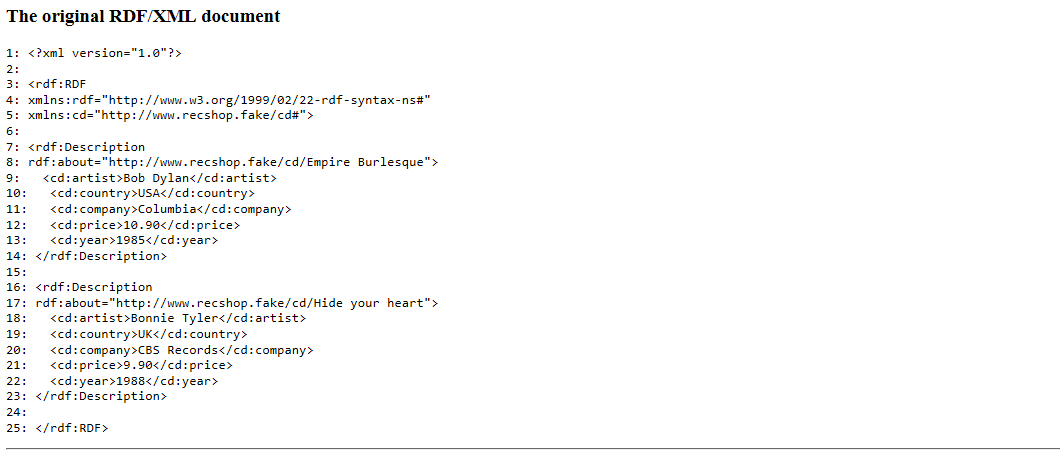 The original RDF/XML document
1: <?xml version="1.0"?>
2:
3: <rdf:RDF
4: xmlns:rdf="http://www.w3.org/1999/02/22-rdf-syntax-ns#"
5: xmlns:cd="http://www.recshop.fake/cd#">
6:
7: <rdf:Description
8: rdf:about="http://www.recshop.fake/cd/Empire Burlesque">
9:   <cd:artist>Bob Dylan</cd:artist>
10:   <cd:country>USA</cd:country>
11:   <cd:company>Columbia</cd:company>
12:   <cd:price>10.90</cd:price>
13:   <cd:year>1985</cd:year>
14: </rdf:Description>
15:
16: <rdf:Description
17: rdf:about="http://www.recshop.fake/cd/Hide your heart">
18:   <cd:artist>Bonnie Tyler</cd:artist>
19:   <cd:country>UK</cd:country>
20:   <cd:company>CBS Records</cd:company>
21:   <cd:price>9.90</cd:price>
22:   <cd:year>1988</cd:year>
23: </rdf:Description>
24:
25: </rdf:RDF>